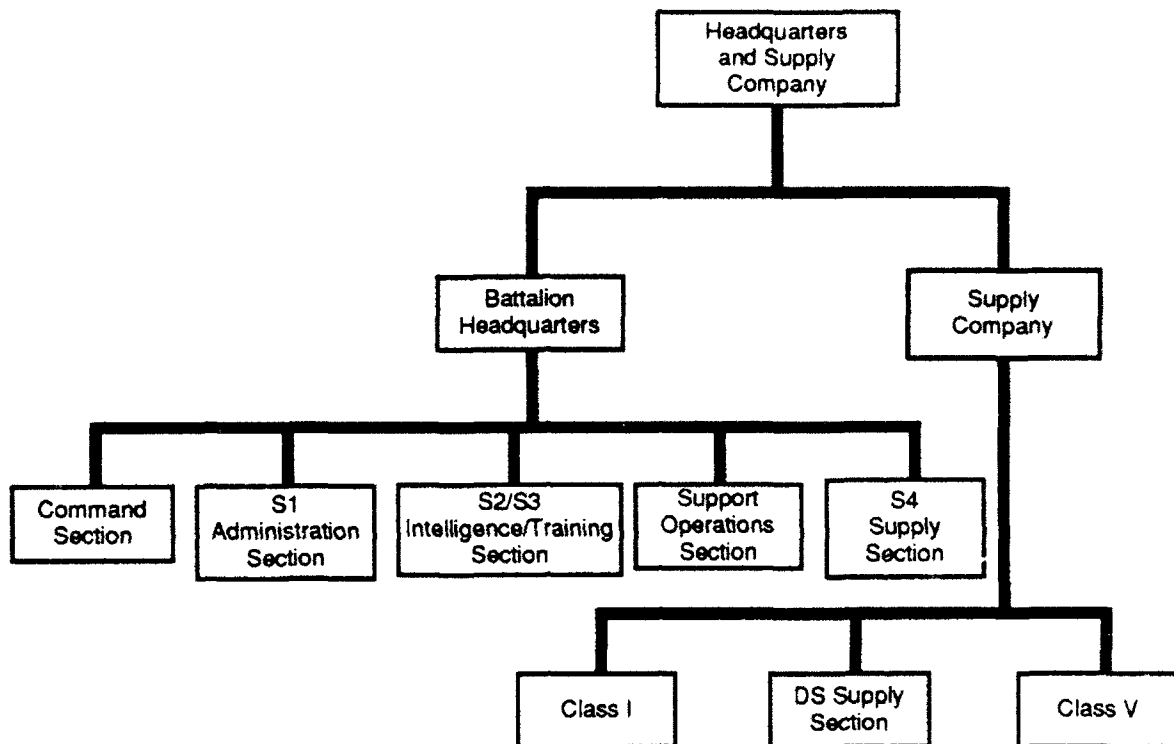 Headquarters
and Supply
Company
Battalion
Headquarters
Supply
Company
Command
Section
S1
Administration
Section
S2/S3
Intelligence/Training
Section
Support
Operations
Section
S4
Supply
Section
Class I
DS Supply
Section
Class V